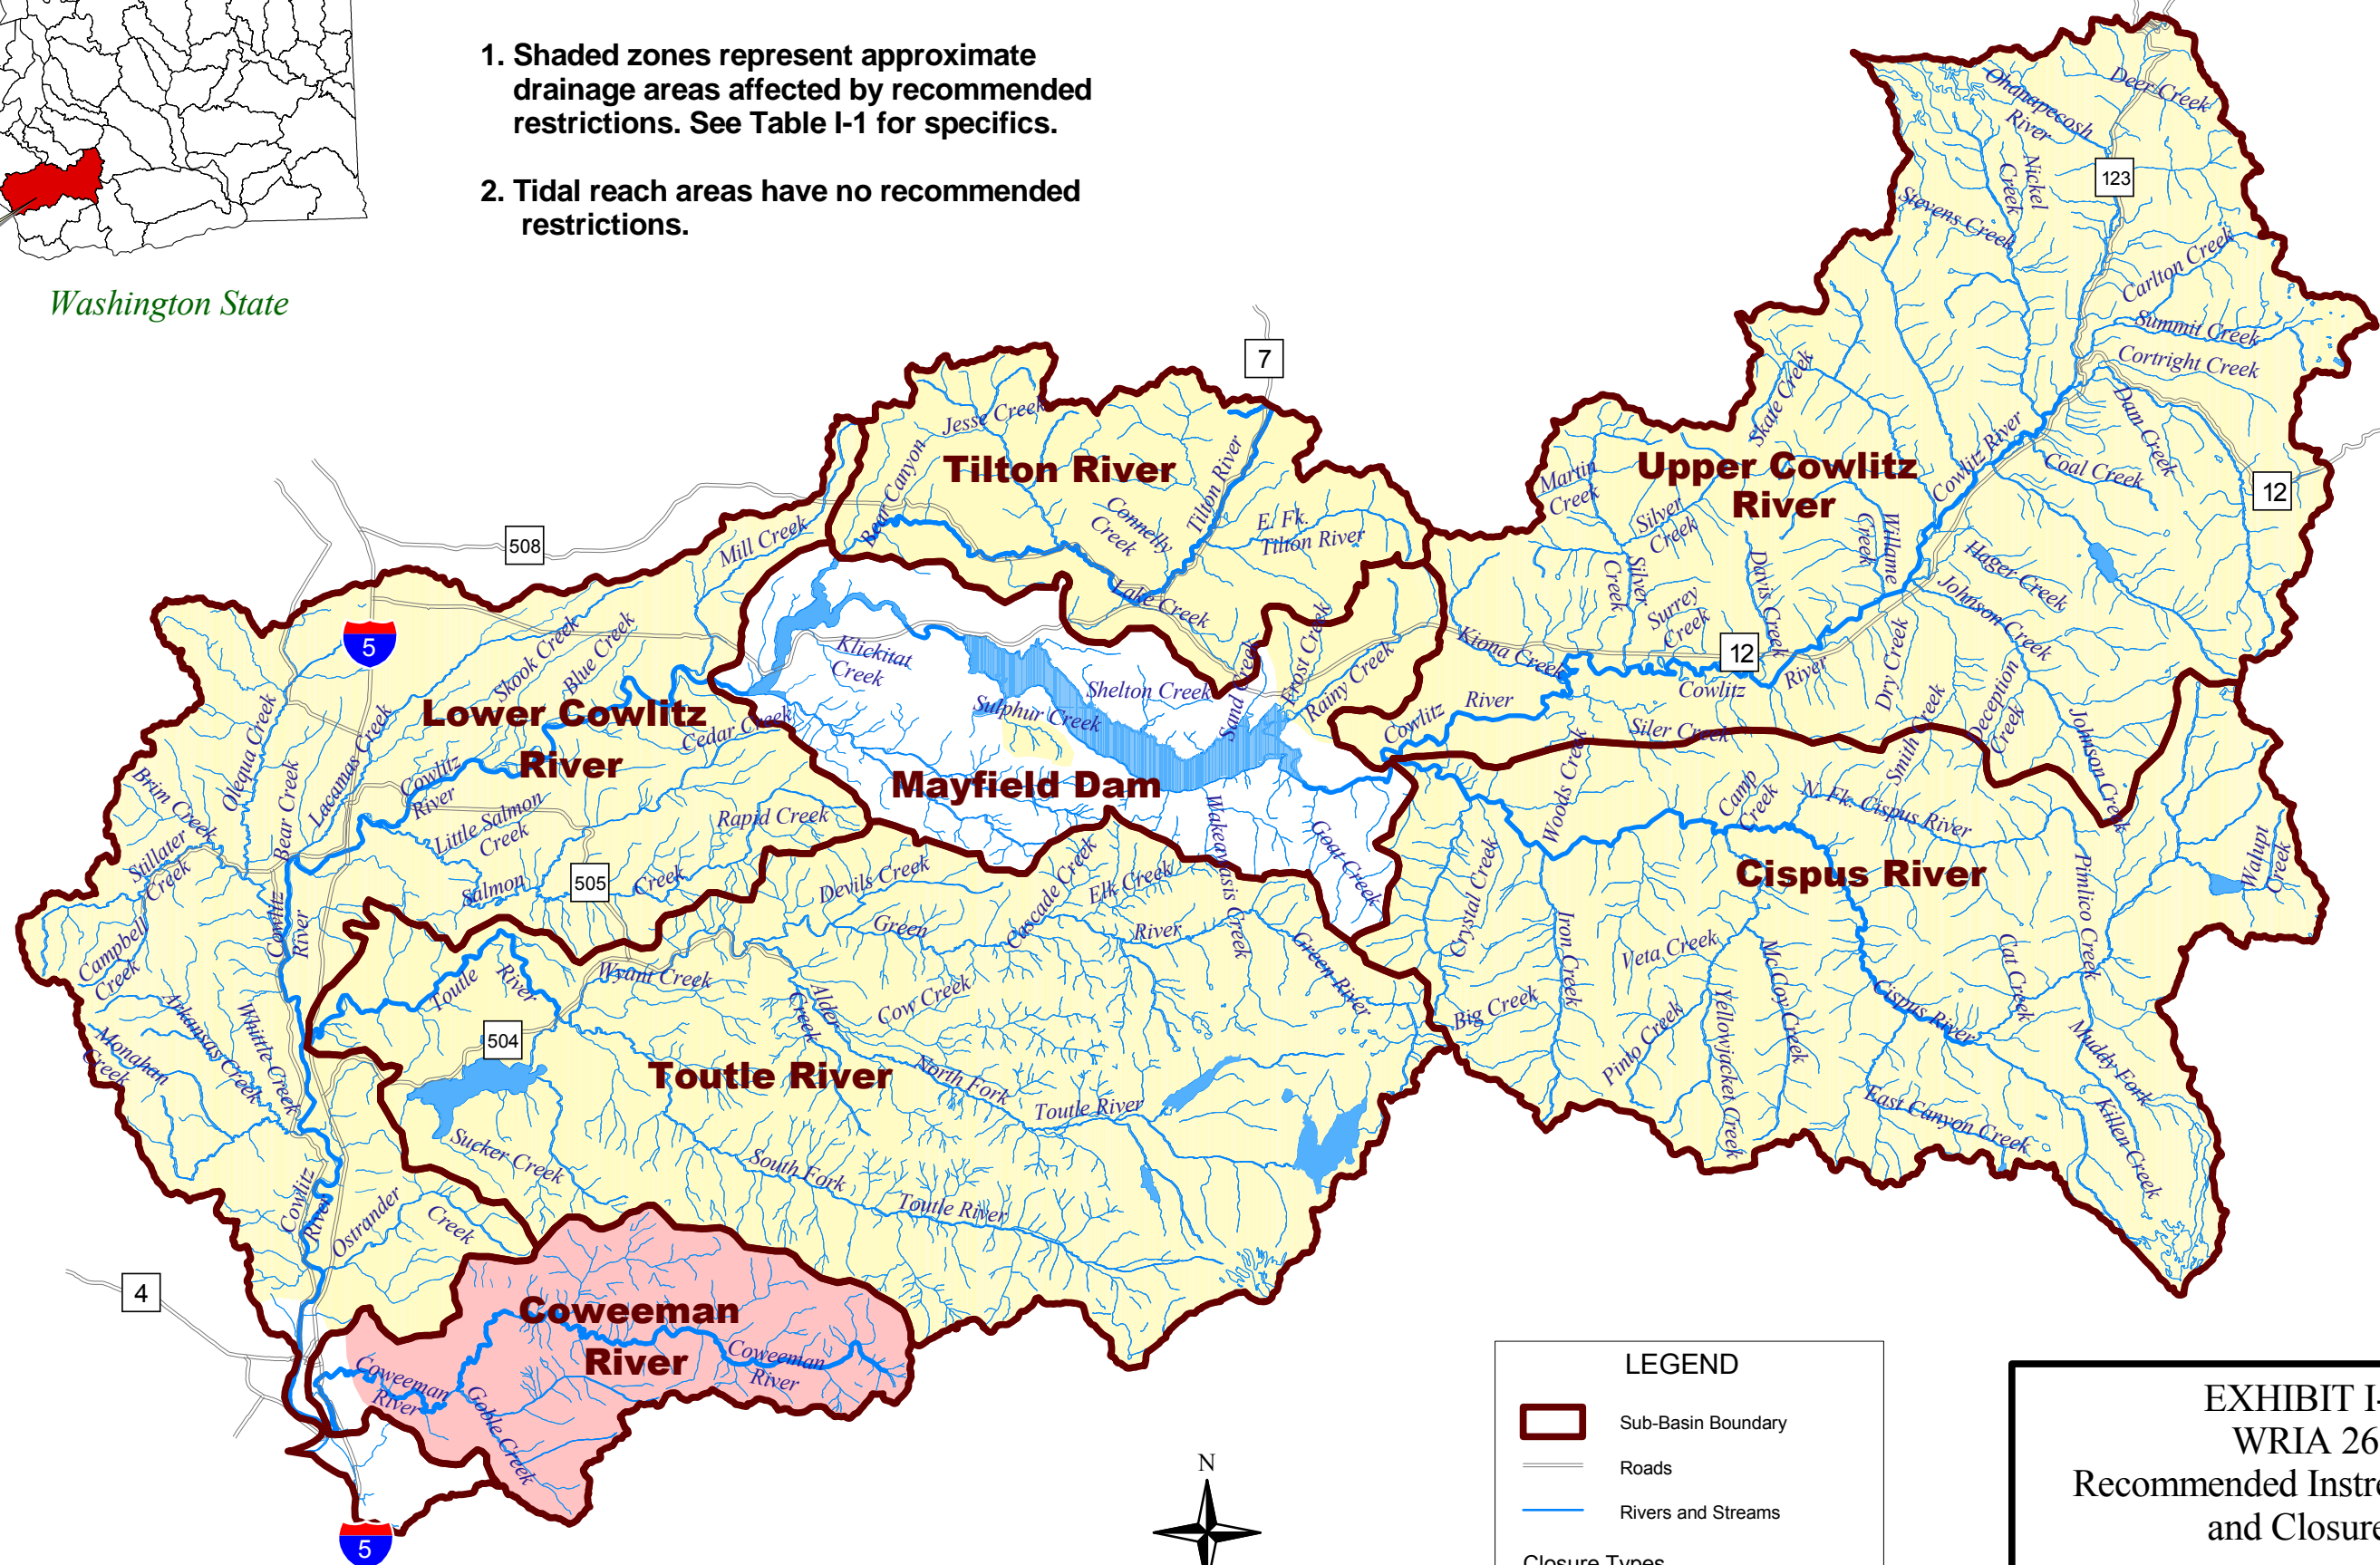 1. Shaded zones represent approximate
drainage areas affected by recommended
restrictions. See Table I-1 for specifics.
2. Tidal reach areas have no recommended
restrictions.
Washington State
Ohanapecosh
River
Deer Creek
Nickel
Creek
123
Stevens Creek
Carlton Creek
Summit Creek
Cortright Creek
Skate Creek
Dam Creek
Cowlitz River
Coal Creek
12
Upper Cowlitz
River
Martin
Creek
Silver
Creek
Silver
Creek
Surrey
Creek
Davis Creek
Willame
Creek
Hager Creek
Johnson Creek
12
Kiona Creek
Cowlitz
River
Dry Creek
Deception
Creek
Smith Creek
Johnson Creek
Cowlitz
River
Siler Creek
7
Jesse Creek
Tilton River
Bear Canyon
Tilton River
Connelly
Creek
E. Fk.
Tilton River
Lake Creek
508
Mill Creek
5
Skook Creek
Blue Creek
Klickitat
Creek
Shelton Creek
Sulphur Creek
Sand Creek
Frost Creek
Rainy Creek
Mayfield Dam
Wakeawasis Creek
Goat Creek
Lower Cowlitz
River
Cedar Creek
Olequa Creek
Lacamas Creek
Bear Creek
Cowlitz
River
Little Salmon
Creek
Rapid Creek
Brim Creek
Stillater
Creek
Salmon
505
Creek
Cowlitz
River
Campbell
Creek
Arkansas Creek
Whittle Creek
Monahan
Creek
Devils Creek
Green
Cascade Creek
Elk Creek
River
Green River
Toutle
River
Wyant Creek
Alder
Creek
Cow Creek
504
Toutle River
North Fork
Toutle River
Sucker Creek
South Fork
Toutle River
Cowlitz
River
Ostrander
Creek
Woods Creek
Camp
Creek
N. Fk. Cispus River
Cispus River
Crystal Creek
Iron Creek
Veta Creek
Mc Coy Creek
Pimlico Creek
Walupt
Creek
Cat Creek
Big Creek
Pinto Creek
Yellowjacket Creek
Cispus River
Muddy Fork
East Canyon Creek
Killen Creek
4
Coweeman
River
Coweeman
River
Coweeman
River
Goble Creek
5
N
LEGEND
Sub-Basin Boundary
Roads
Rivers and Streams
Closure Types
EXHIBIT I-
WRIA 26
Recommended Instre
and Closure